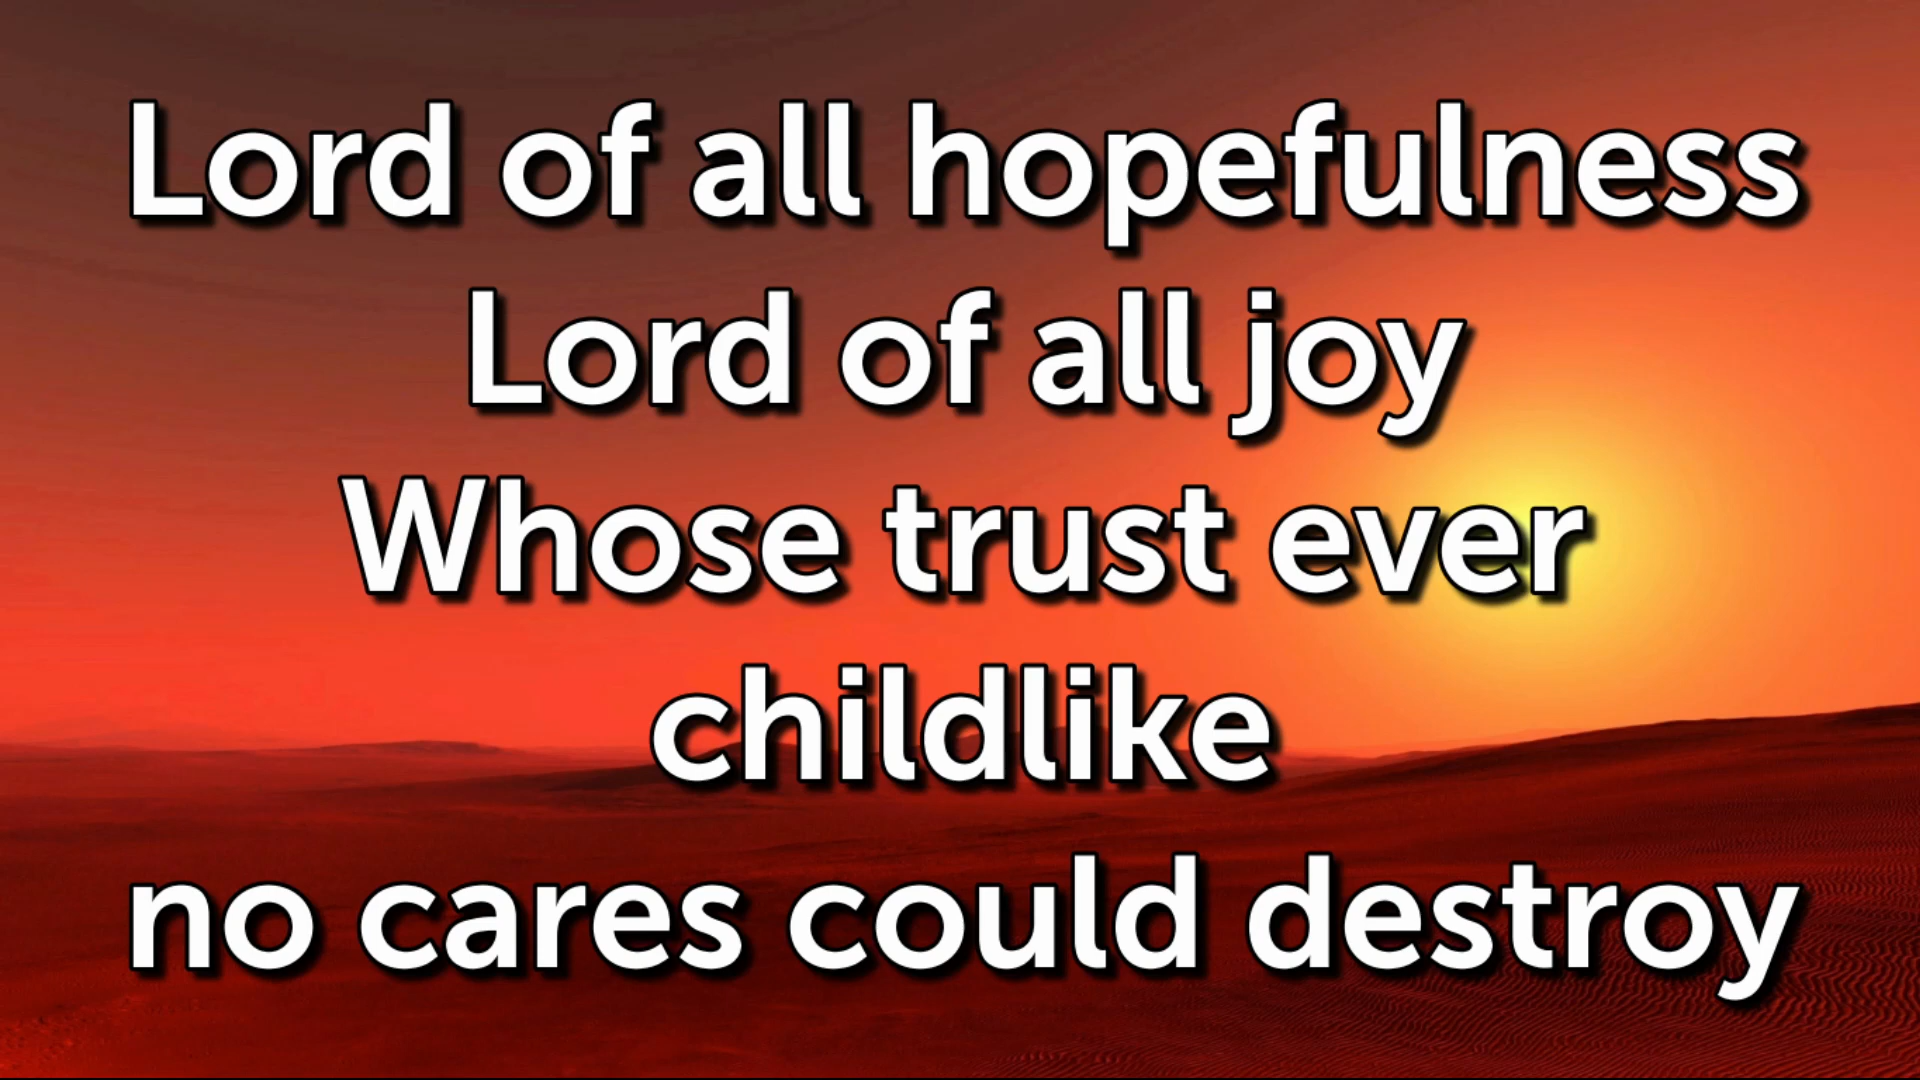 Lord of all hopefulness
Lord of all joy
Whose trust ever
childlike
no cares could destroy